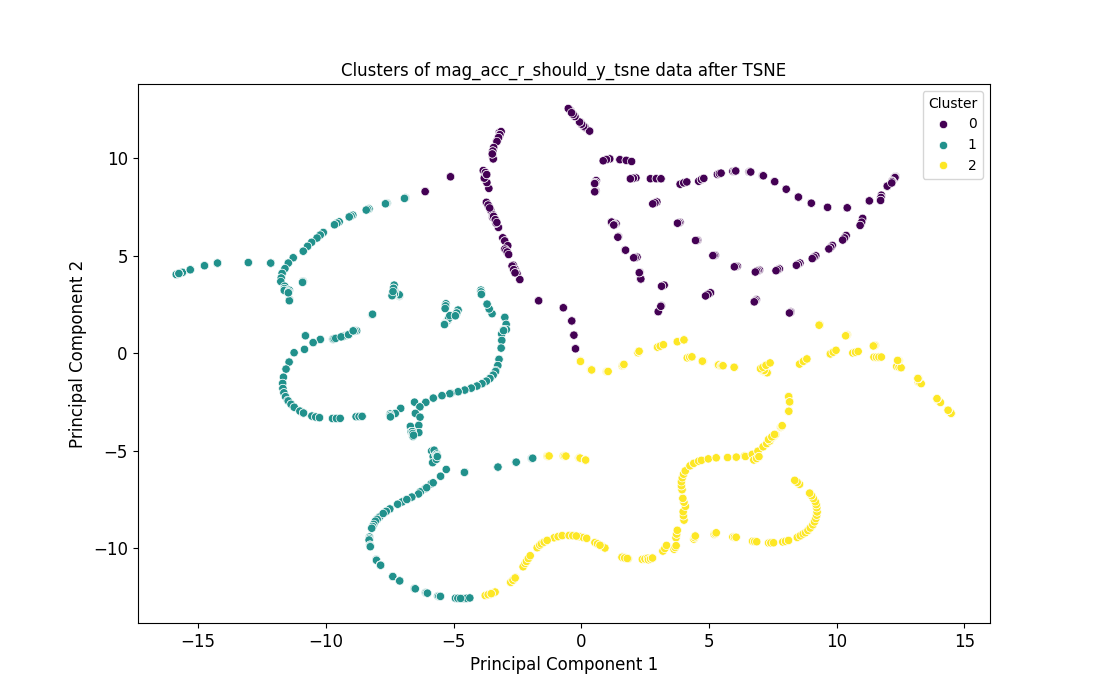 Clusters of mag_acc_r_should_y_tsne data after TSNE
Cluster
0
1
2
Principal Component 2
10
5
0
−5
−10
−15 −10 −5 0 5 10 15
Principal Component 1